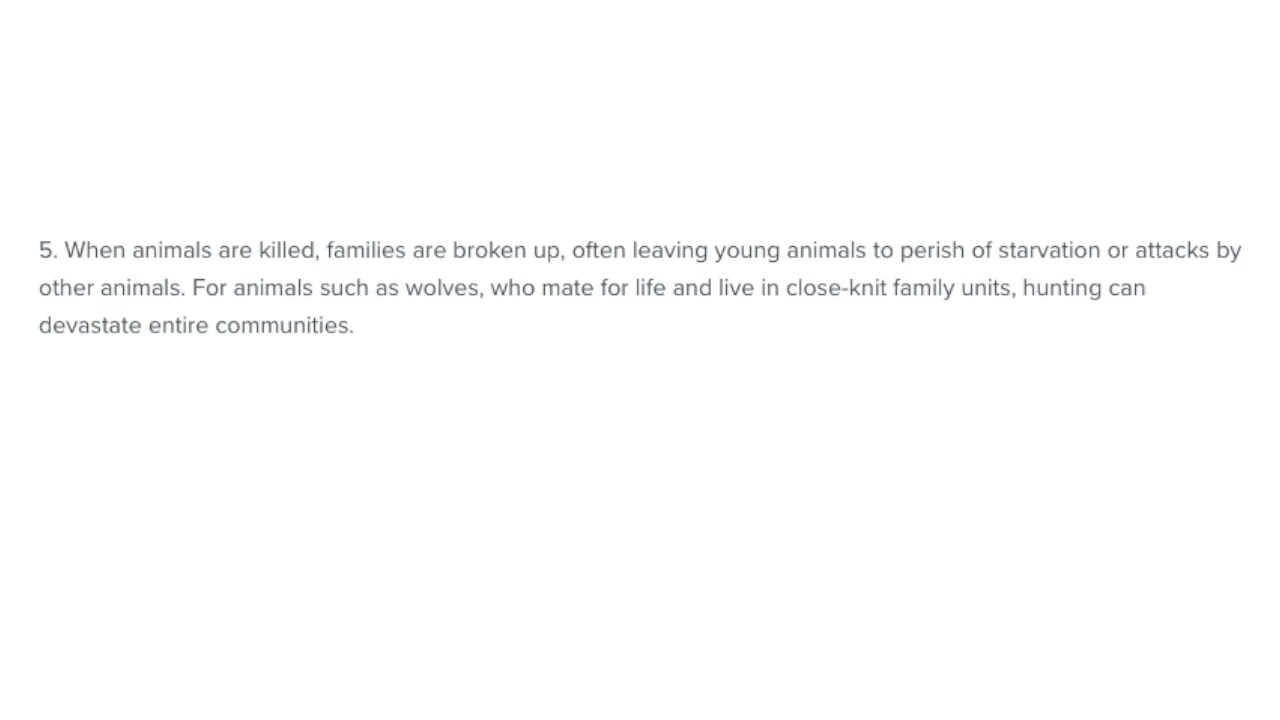 5. When animals are killed, families are broken up, often leaving young animals to perish of starvation or attacks by
other animals. For animals such as wolves, who mate for life and live in close-knit family units, hunting can
devastate entire communities.